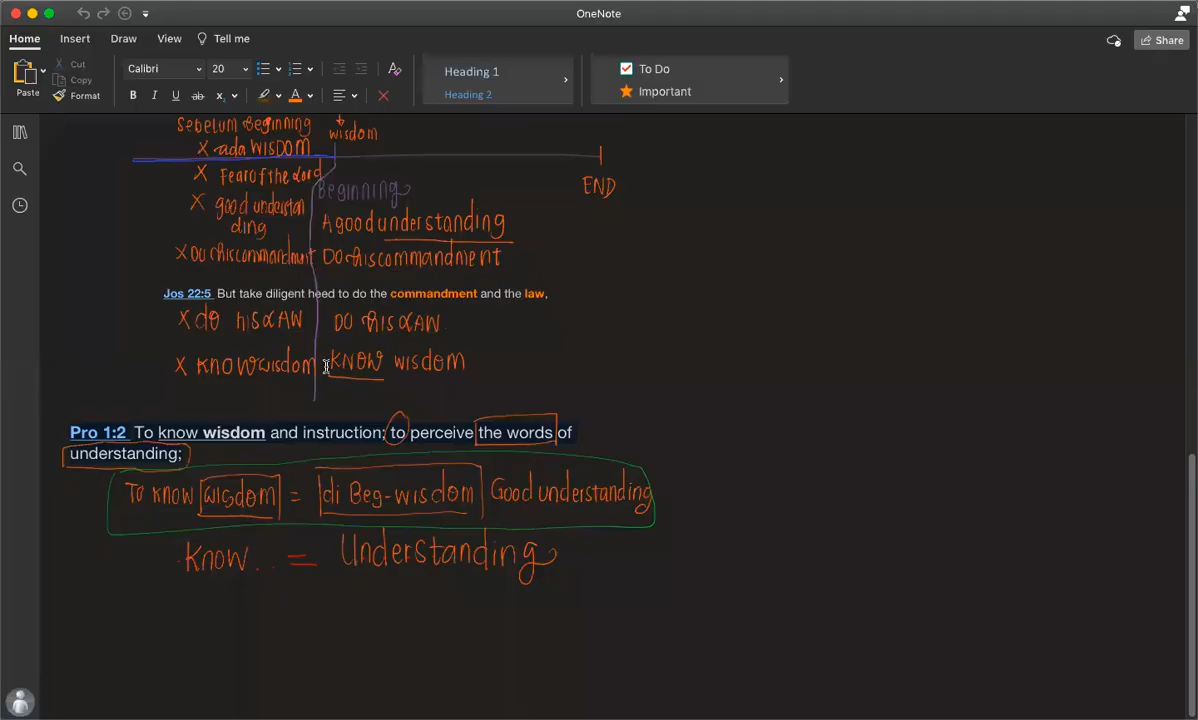 OneNote
Home Insert Draw View Tell me
Share
Paste
Cut
Copy
Format
Calibri 20
B I U ab x A
Heading 1
Heading 2
To Do
Important
Sebelum Beginning
wisdom
X ada WISDOM
X Fear of the Lord
END
Beginning
X good understan
ding
A good understanding
X Do his commandment Do his commandment
Jos 22:5 But take diligent heed to do the commandment and the law,
X do his LAW DO his LAW
X KNOW wisdom KNOW wisdom
Pro 1:2 To know wisdom and instruction; to perceive the words of
understanding;
To know wisdom = di Beg-wisdom Good understanding
Know = Understanding